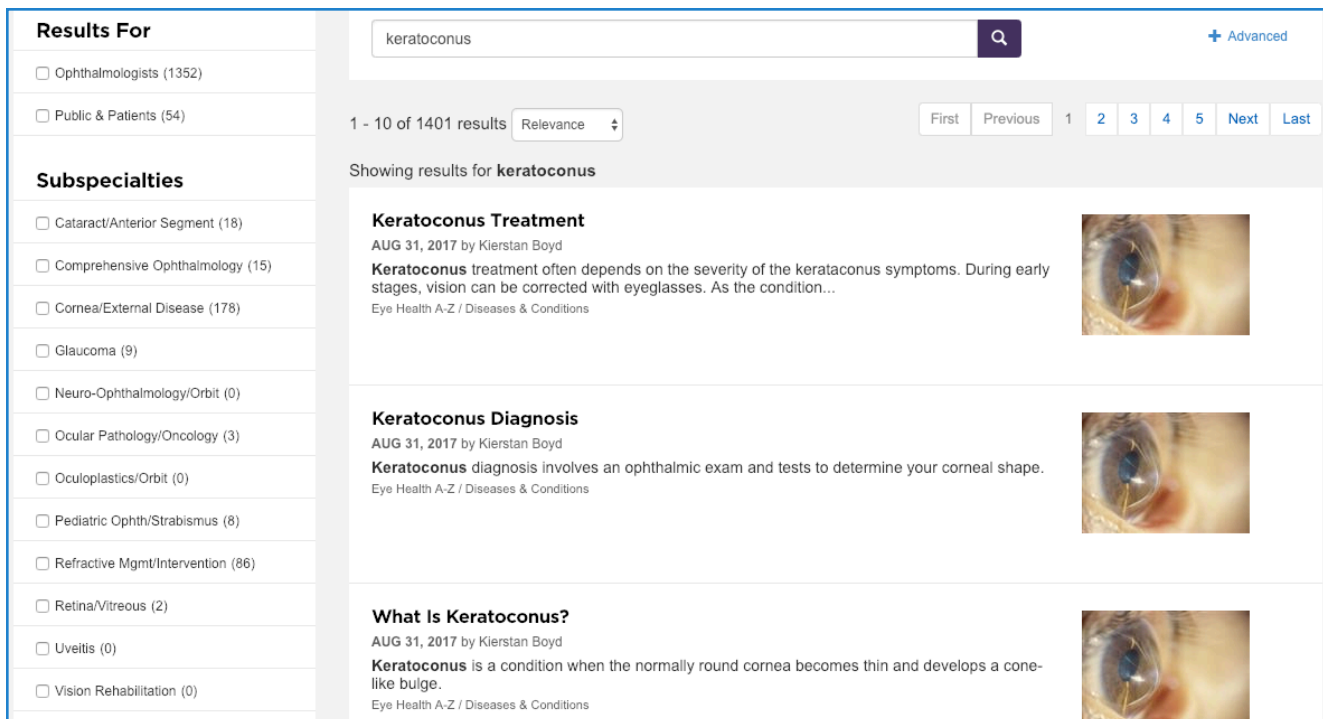 Results For
Ophthalmologists (1352)
Public & Patients (54)
Subspecialties
Cataract/Anterior Segment (18)
Comprehensive Ophthalmology (15)
Cornea/External Disease (178)
Glaucoma (9)
Neuro-Ophthalmology/Orbit (0)
Ocular Pathology/Oncology (3)
Oculoplastics/Orbit (0)
Pediatric Ophth/Strabismus (8)
Refractive Mgmt/Intervention (86)
Retina/Vitreous (2)
Uveitis (0)
Vision Rehabilitation (0)
keratoconus
+ Advanced
1 - 10 of 1401 results Relevance
First Previous 1 2 3 4 5 Next Last
Showing results for keratoconus
Keratoconus Treatment
AUG 31, 2017 by Kierstan Boyd
Keratoconus treatment often depends on the severity of the kerataconus symptoms. During early
stages, vision can be corrected with eyeglasses. As the condition...
Eye Health A-Z / Diseases & Conditions
Keratoconus Diagnosis
AUG 31, 2017 by Kierstan Boyd
Keratoconus diagnosis involves an ophthalmic exam and tests to determine your corneal shape.
Eye Health A-Z / Diseases & Conditions
What Is Keratoconus?
AUG 31, 2017 by Kierstan Boyd
Keratoconus is a condition when the normally round cornea becomes thin and develops a cone-
like bulge.
Eye Health A-Z / Diseases & Conditions